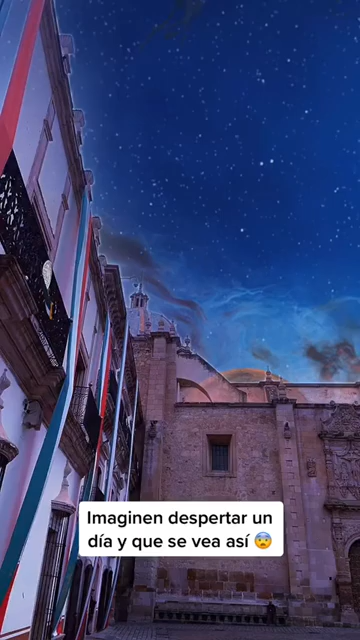 Imaginen despertar un
día y que se vea así 😨